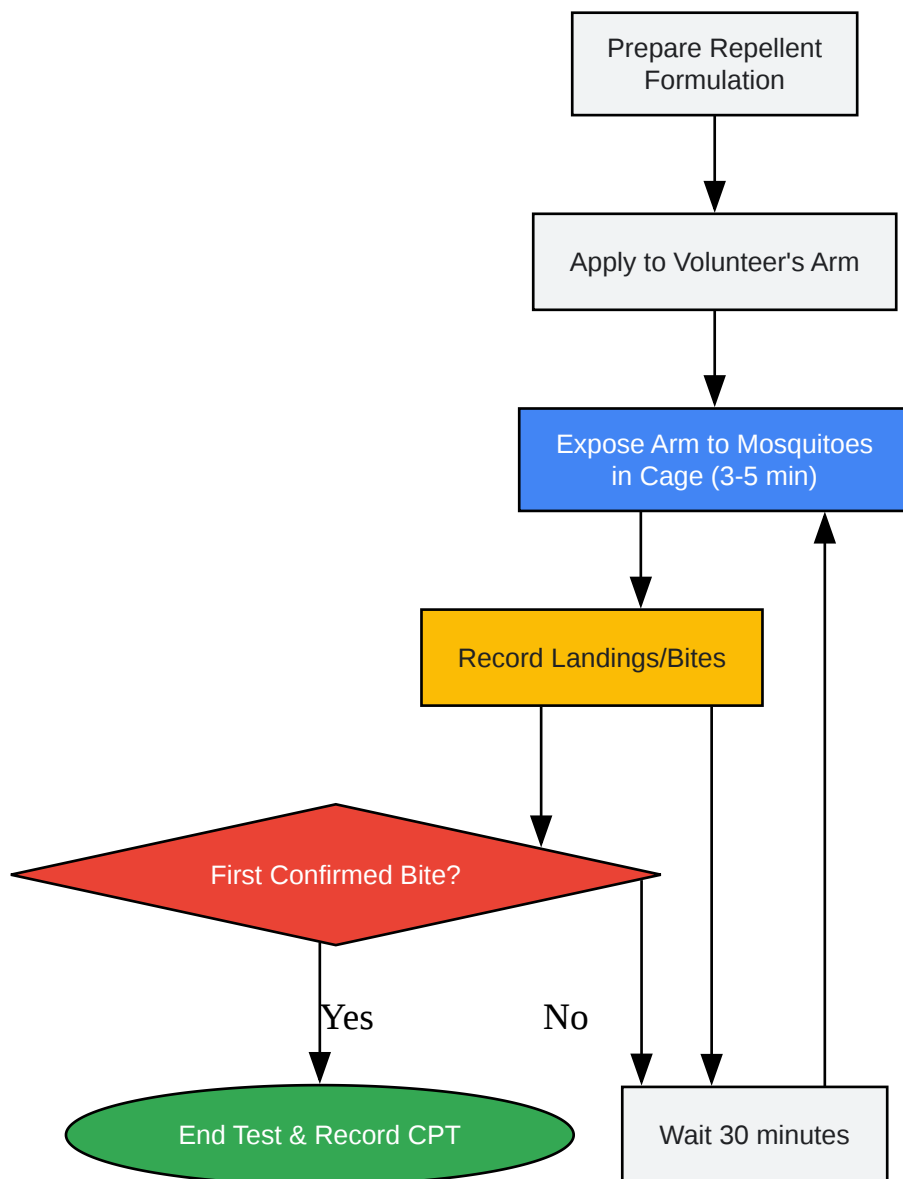 Prepare Repellent
Formulation
Apply to Volunteer's Arm
Expose Arm to Mosquitoes
in Cage (3-5 min)
Record Landings/Bites
First Confirmed Bite?
Yes
No
End Test & Record CPT
Wait 30 minutes